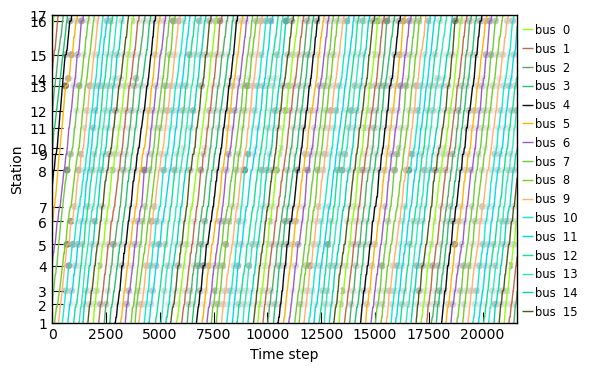 17
16
15
14
13
12
11
10
9
8
7
6
5
4
3
2
1
Station
0
2500
5000
7500
10000
12500
15000
17500
20000
Time step
bus 0
bus 1
bus 2
bus 3
bus 4
bus 5
bus 6
bus 7
bus 8
bus 9
bus 10
bus 11
bus 12
bus 13
bus 14
bus 15